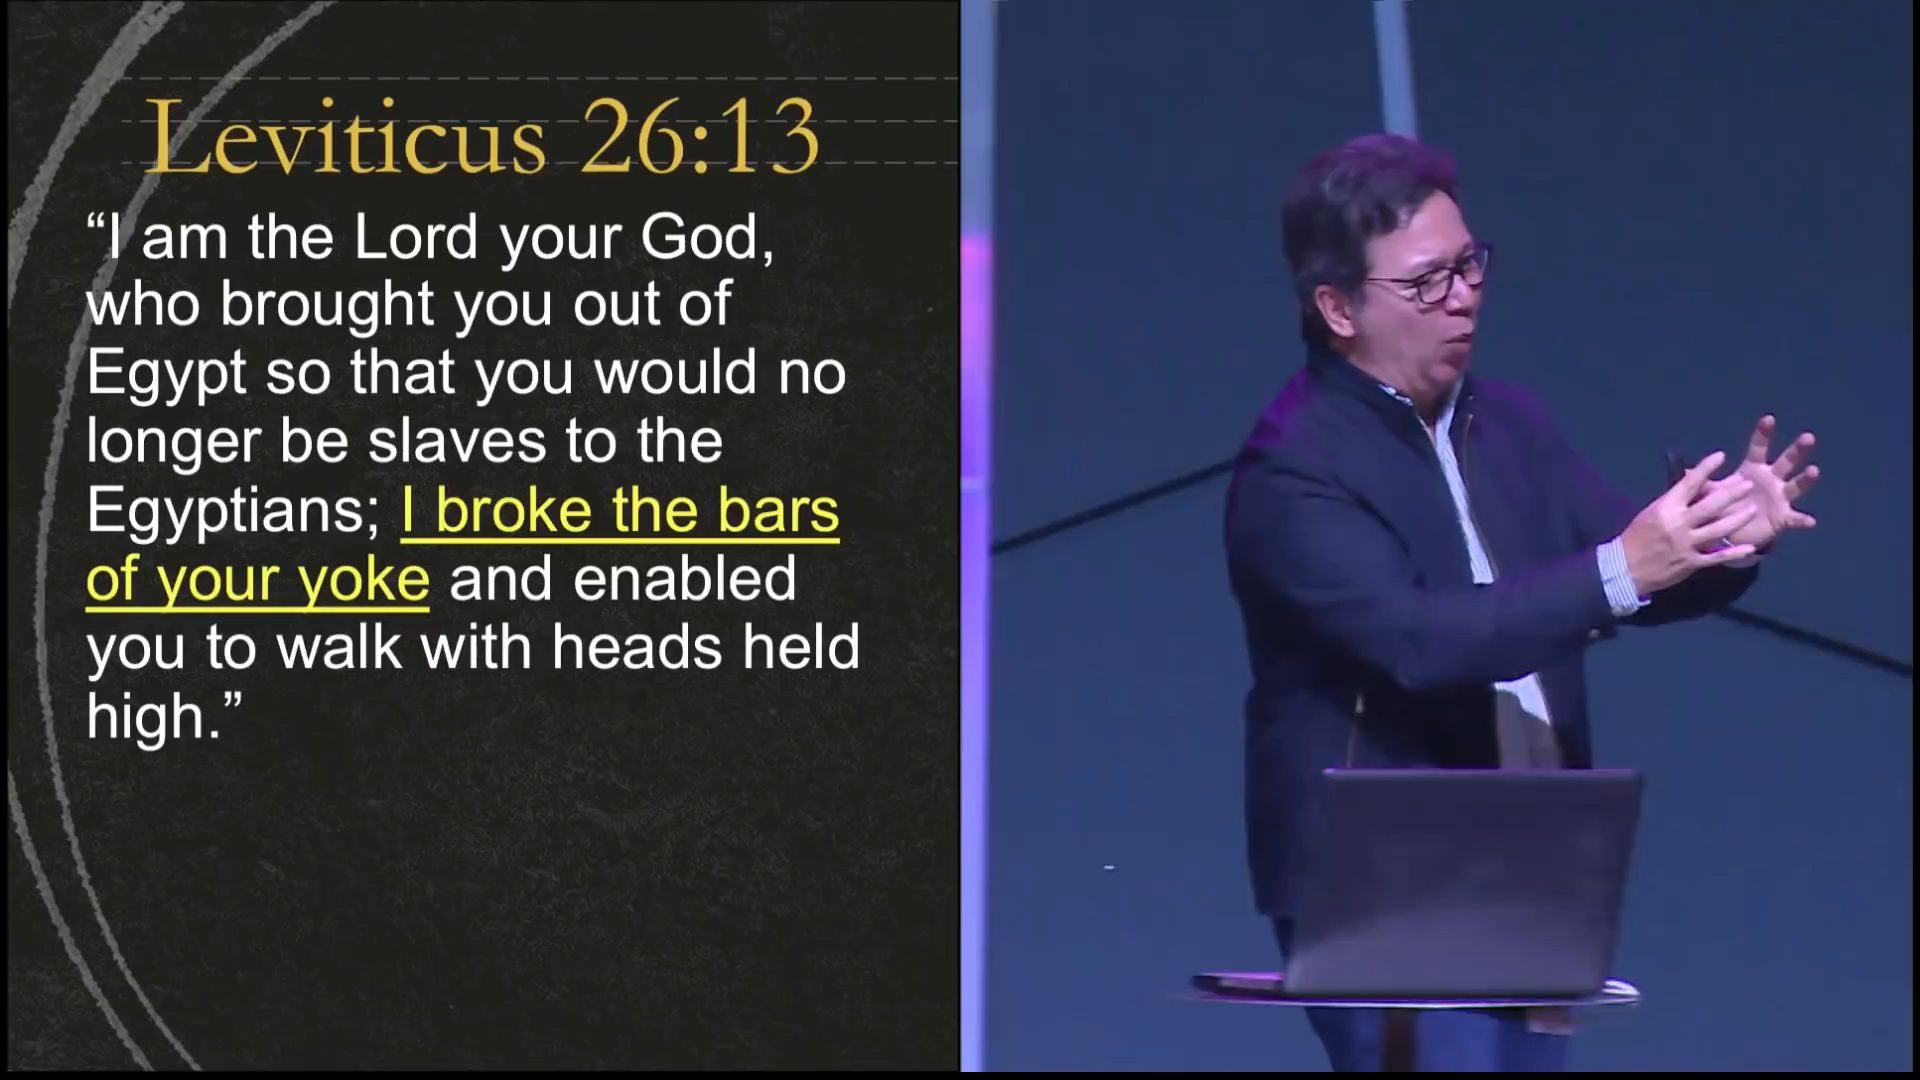 Leviticus 26:13
“I am the Lord your God,
who brought you out of
Egypt so that you would no
longer be slaves to the
Egyptians; I broke the bars
of your yoke and enabled
you to walk with heads held
high.”